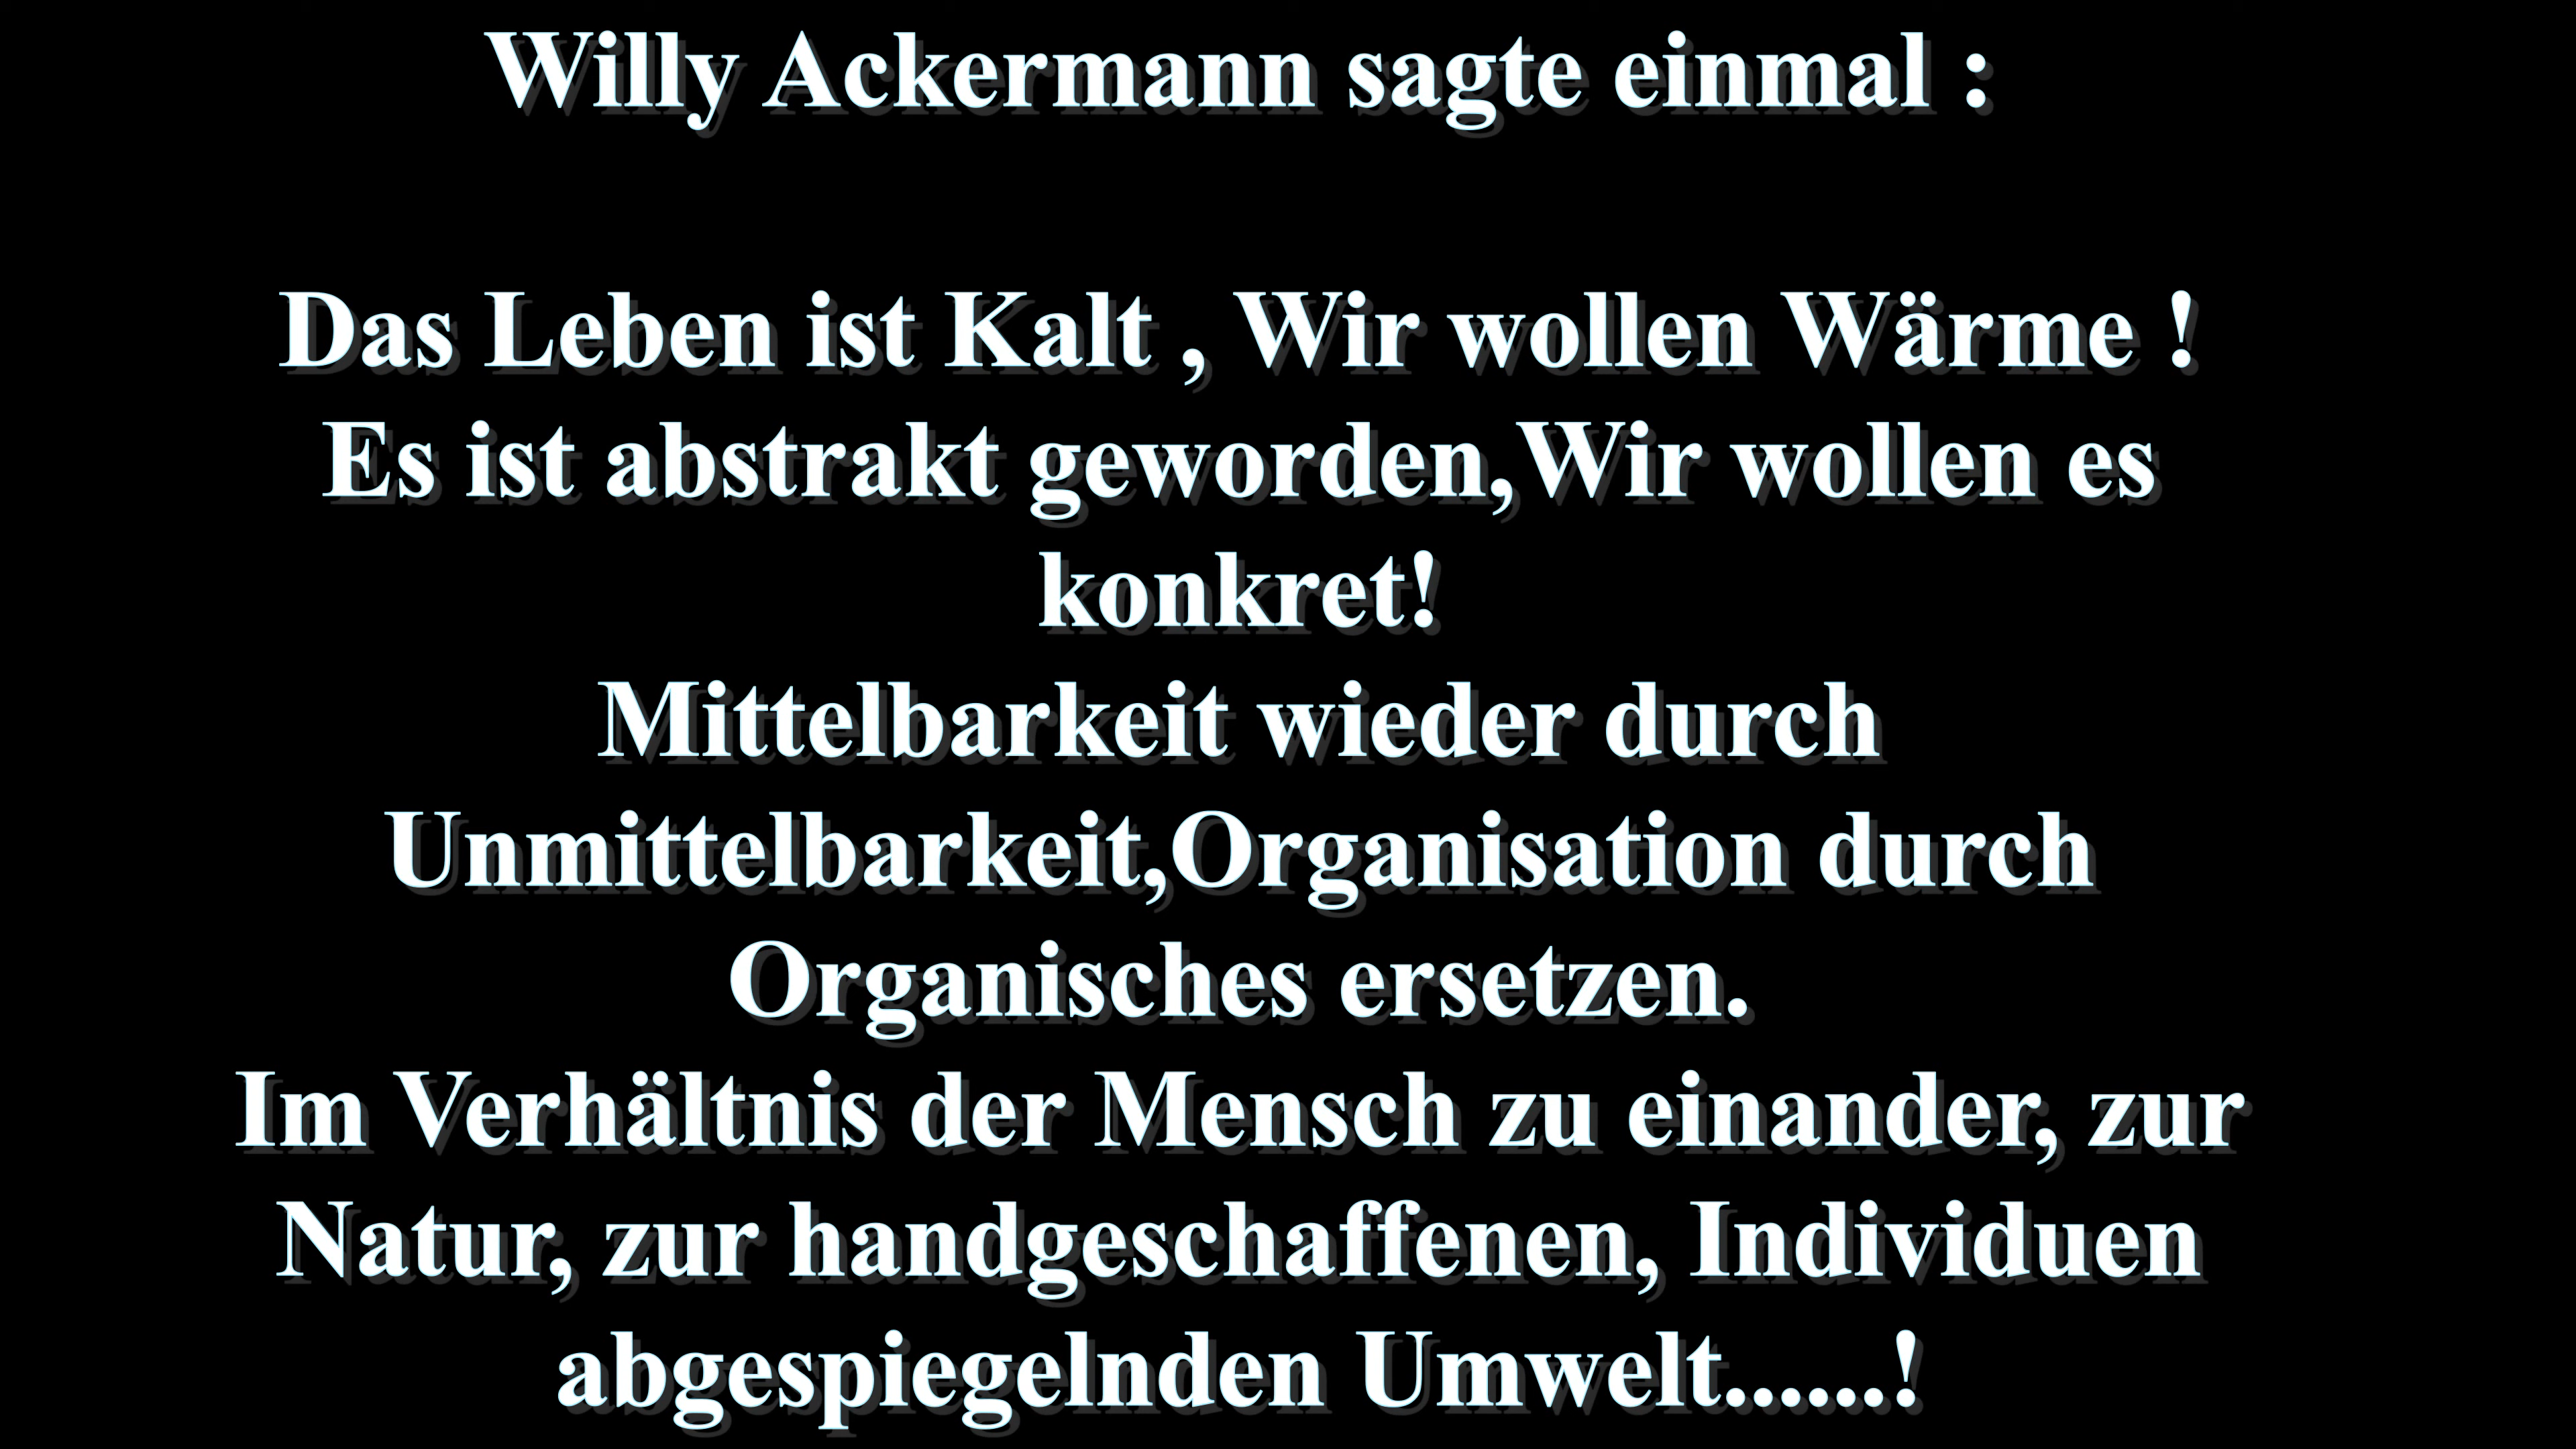 Willy Ackermann sagte einmal :
Das Leben ist Kalt , Wir wollen Wärme !
Es ist abstrakt geworden,Wir wollen es
konkret!
Mittelbarkeit wieder durch
Unmittelbarkeit,Organisation durch
Organisches ersetzen.
Im Verhältnis der Mensch zu einander, zur
Natur, zur handgeschaffenen, Individuen
abgespiegelnden Umwelt......!